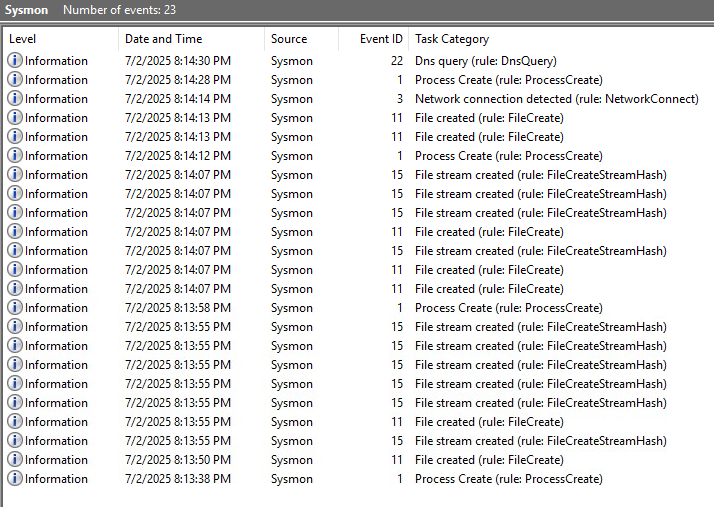 Sysmon Number of events: 23
Level Date and Time Source Event ID Task Category
Information 7/2/2025 8:14:30 PM Sysmon 22 Dns query (rule: DnsQuery)
Information 7/2/2025 8:14:28 PM Sysmon 1 Process Create (rule: ProcessCreate)
Information 7/2/2025 8:14:14 PM Sysmon 3 Network connection detected (rule: NetworkConnect)
Information 7/2/2025 8:14:13 PM Sysmon 11 File created (rule: FileCreate)
Information 7/2/2025 8:14:13 PM Sysmon 11 File created (rule: FileCreate)
Information 7/2/2025 8:14:12 PM Sysmon 1 Process Create (rule: ProcessCreate)
Information 7/2/2025 8:14:07 PM Sysmon 15 File stream created (rule: FileCreateStreamHash)
Information 7/2/2025 8:14:07 PM Sysmon 15 File stream created (rule: FileCreateStreamHash)
Information 7/2/2025 8:14:07 PM Sysmon 15 File stream created (rule: FileCreateStreamHash)
Information 7/2/2025 8:14:07 PM Sysmon 11 File created (rule: FileCreate)
Information 7/2/2025 8:14:07 PM Sysmon 15 File stream created (rule: FileCreateStreamHash)
Information 7/2/2025 8:14:07 PM Sysmon 11 File created (rule: FileCreate)
Information 7/2/2025 8:14:07 PM Sysmon 11 File created (rule: FileCreate)
Information 7/2/2025 8:13:58 PM Sysmon 1 Process Create (rule: ProcessCreate)
Information 7/2/2025 8:13:55 PM Sysmon 15 File stream created (rule: FileCreateStreamHash)
Information 7/2/2025 8:13:55 PM Sysmon 15 File stream created (rule: FileCreateStreamHash)
Information 7/2/2025 8:13:55 PM Sysmon 15 File stream created (rule: FileCreateStreamHash)
Information 7/2/2025 8:13:55 PM Sysmon 15 File stream created (rule: FileCreateStreamHash)
Information 7/2/2025 8:13:55 PM Sysmon 15 File stream created (rule: FileCreateStreamHash)
Information 7/2/2025 8:13:55 PM Sysmon 11 File created (rule: FileCreate)
Information 7/2/2025 8:13:55 PM Sysmon 15 File stream created (rule: FileCreateStreamHash)
Information 7/2/2025 8:13:50 PM Sysmon 11 File created (rule: FileCreate)
Information 7/2/2025 8:13:38 PM Sysmon 1 Process Create (rule: ProcessCreate)